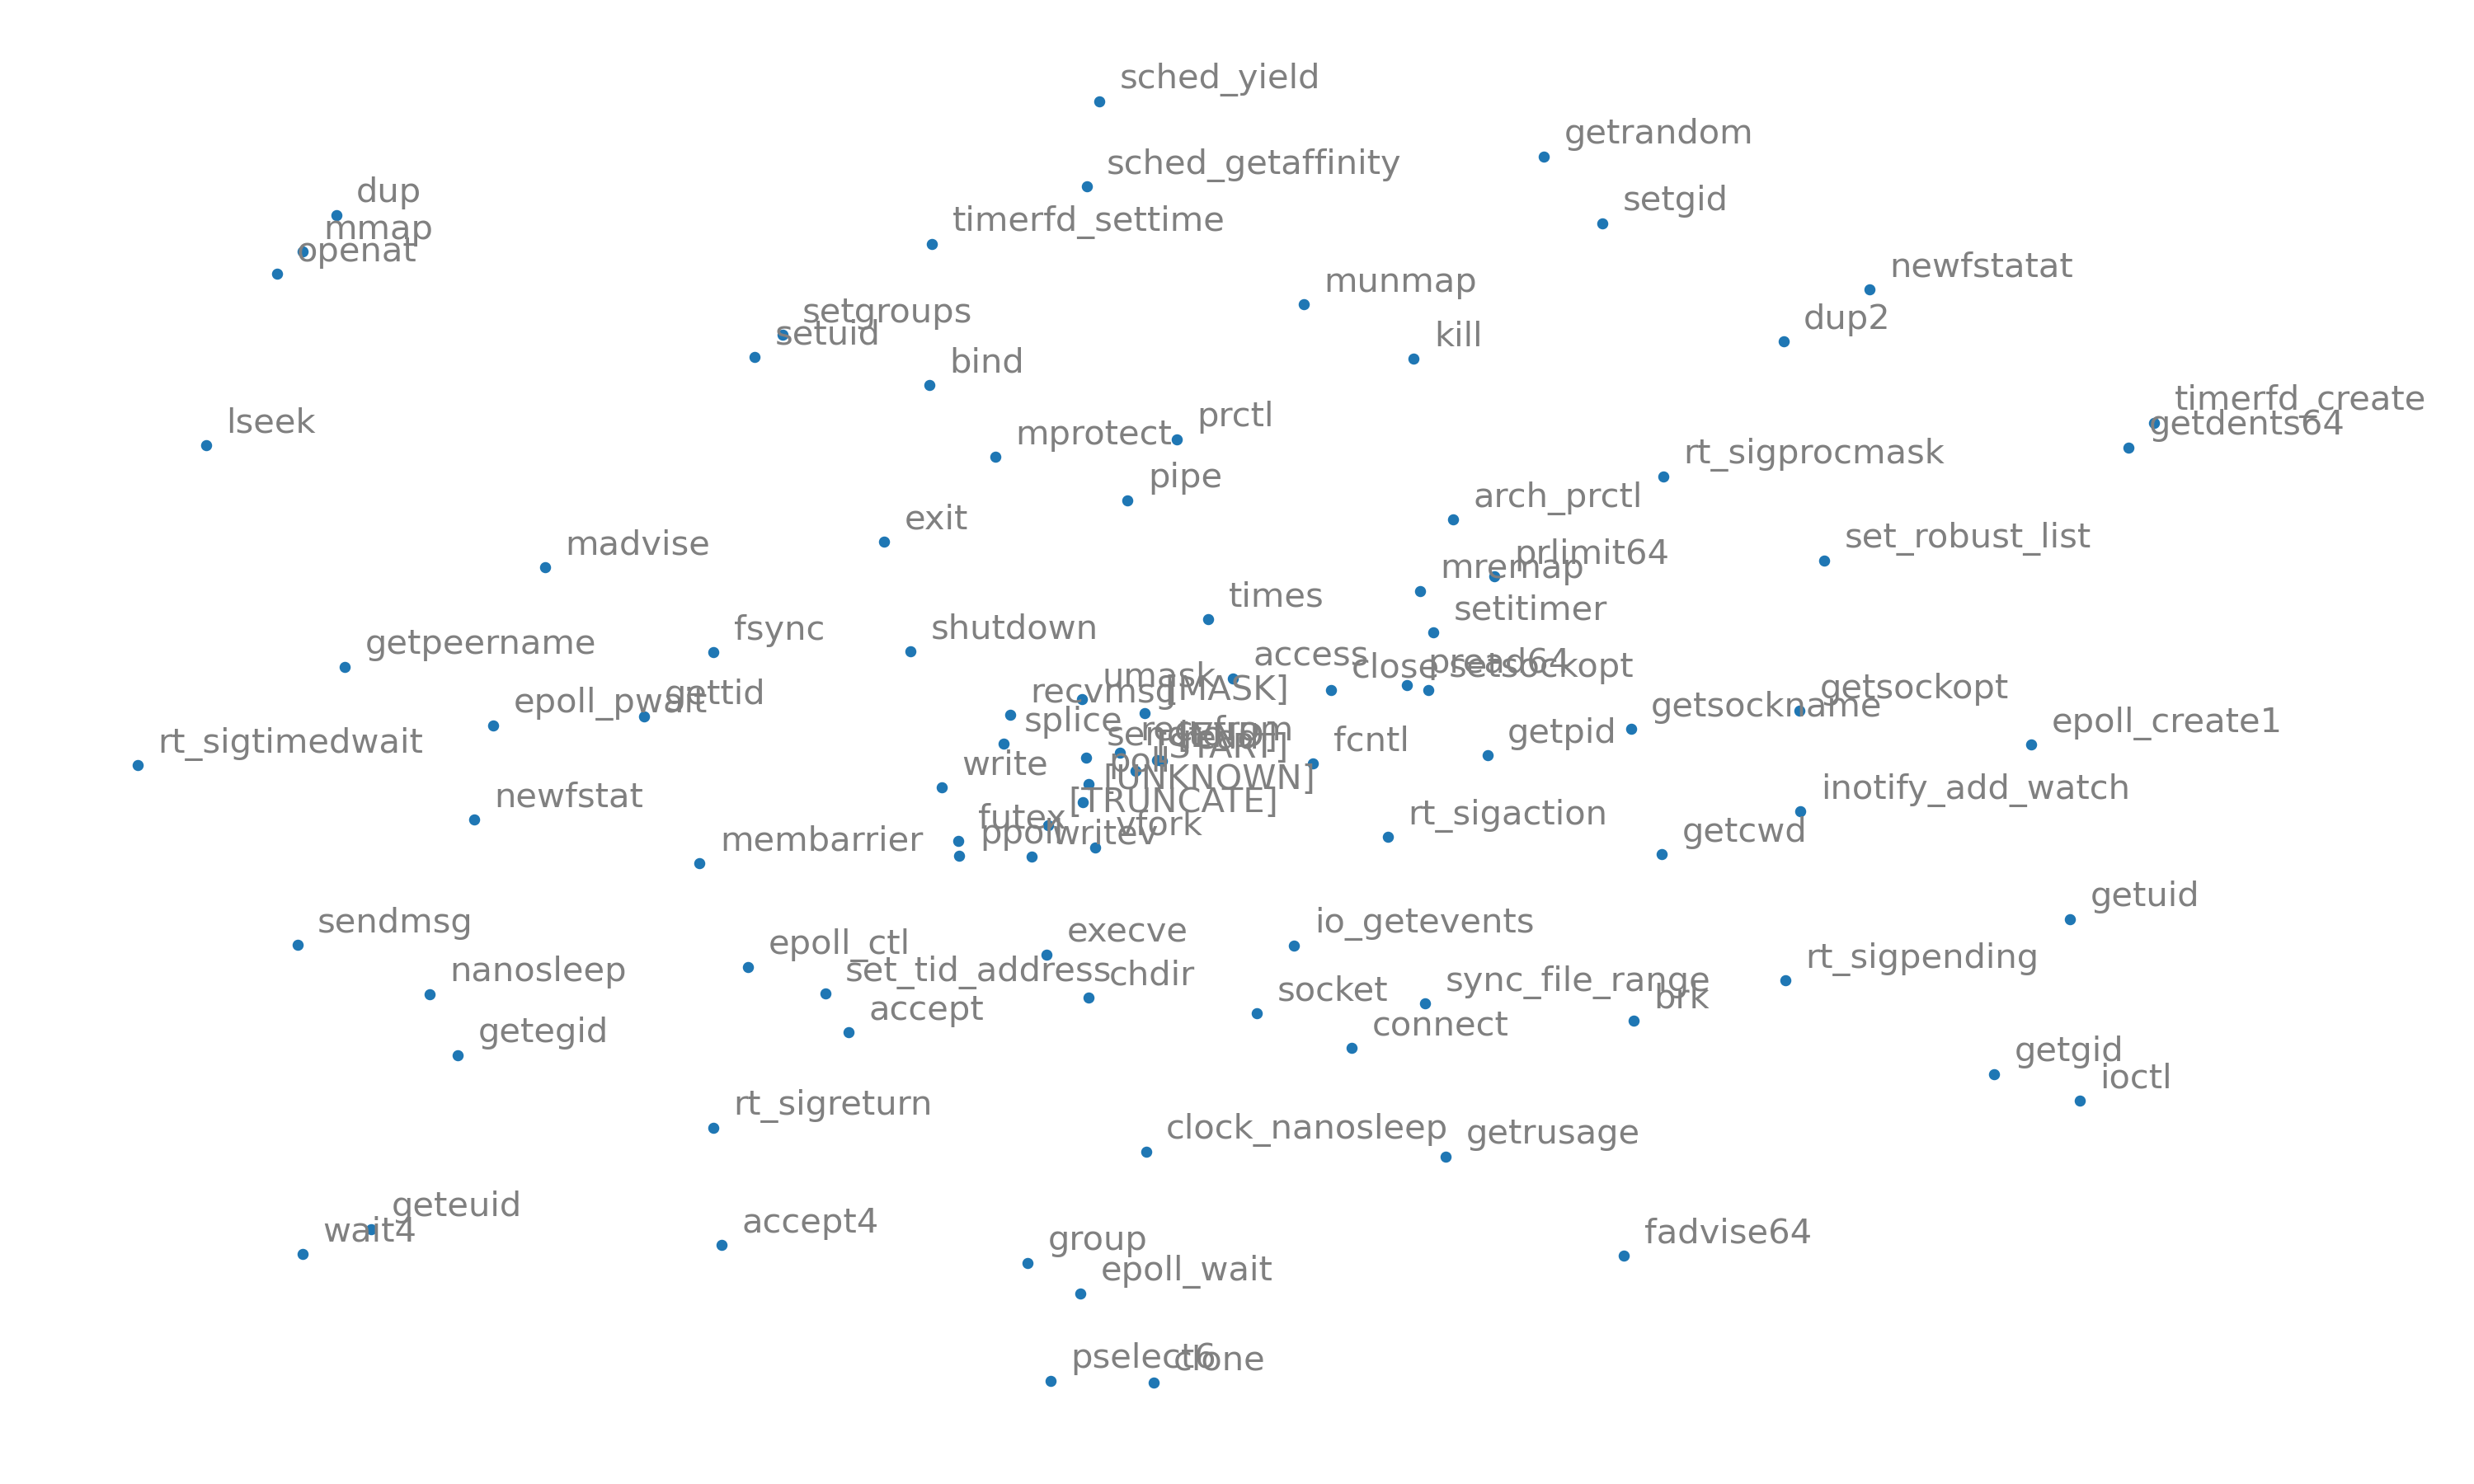 sched_yield
getrandom
sched_getaffinity
dup
setgid
timerfd_settime
mmap
openat
newfstatat
munmap
setgroups
dup2
setuid
kill
bind
timerfd_create
prctl
lseek
getdents64
mprotect
rt_sigprocmask
pipe
arch_prctl
exit
set_robust_list
madvise
prlimit64
mremap
times
setitimer
fsync
shutdown
getpeername
access
close
pread64
setsockopt
umask
[MASK]
recvmsg
gettid
epoll_pwait
getsockopt
getsockname
splice
epoll_create1
recvfrom
sendto
[END]
getpid
fcntl
rt_sigtimedwait
[START]
poll
write
[UNKNOWN]
inotify_add_watch
newfstat
[TRUNCATE]
rt_sigaction
futex
vfork
ppoll
writev
getcwd
membarrier
getuid
sendmsg
io_getevents
execve
epoll_ctl
rt_sigpending
nanosleep
set_tid_address
chdir
sync_file_range
socket
brk
accept
connect
getegid
getgid
ioctl
rt_sigreturn
clock_nanosleep
getrusage
geteuid
accept4
wait4
fadvise64
group
epoll_wait
pselect6
clone